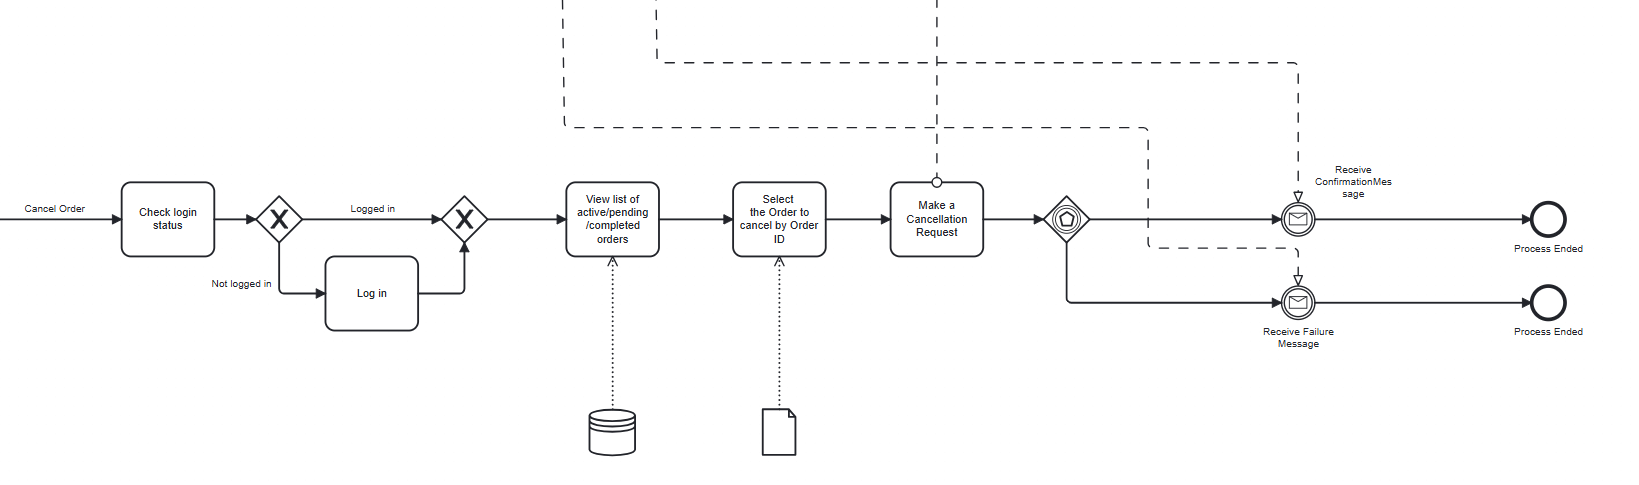 Cancel Order
Check login
status
Logged in
Not logged in
Log in
View list of
active/pending
/completed
orders
Select
the Order to
cancel by Order
ID
Make a
Cancellation
Request
Receive
ConfirmationMes
sage
Process Ended
Receive Failure
Message
Process Ended